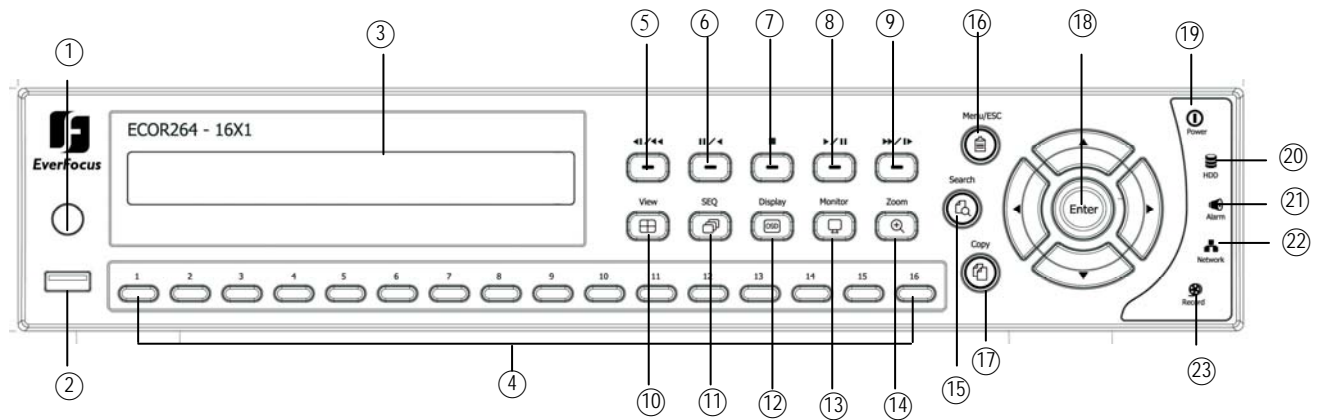 ① ③ ⑤ ⑥ ⑦ ⑧ ⑨ ⑯ ⑱ ⑲
EverFocus
ECOR264 - 16X1
Menu/ESC
Power
⑳
HDD
View SEQ Display Monitor Zoom
OSD
Search
Enter
Alarm
㉑
Copy
Network
㉒
1 2 3 4 5 6 7 8 9 10 11 12 13 14 15 16
Record
② ④ ⑩ ⑪ ⑫ ⑬ ⑭ ⑮ ⑰ ㉓